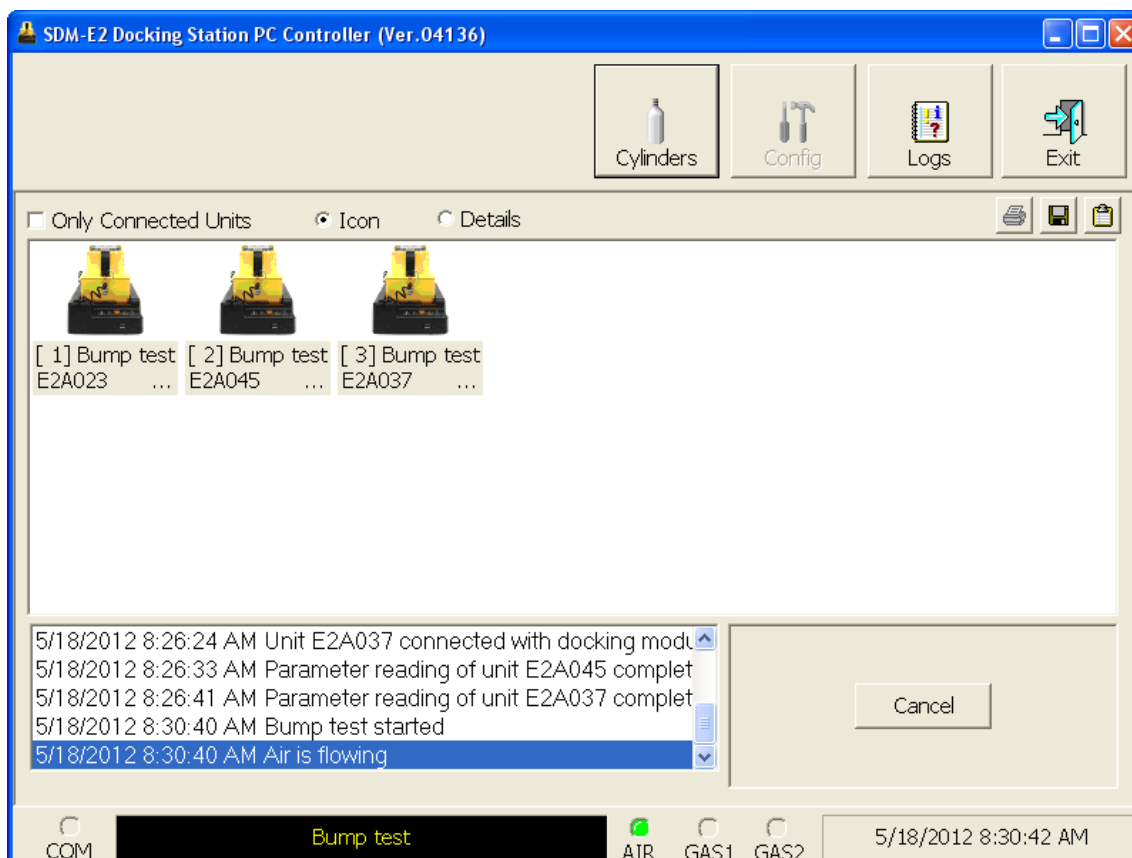 SDM-E2 Docking Station PC Controller (Ver.04136)
Cylinders
Config
Logs
Exit
Only Connected Units
Icon
Details
[ 1] Bump test
E2A023 ...
[ 2] Bump test
E2A045 ...
[ 3] Bump test
E2A037 ...
5/18/2012 8:26:24 AM Unit E2A037 connected with docking modu
5/18/2012 8:26:33 AM Parameter reading of unit E2A045 complet
5/18/2012 8:26:41 AM Parameter reading of unit E2A037 complet
5/18/2012 8:30:40 AM Bump test started
5/18/2012 8:30:40 AM Air is flowing
Cancel
COM
Bump test
AIR
GAS1
GAS2
5/18/2012 8:30:42 AM